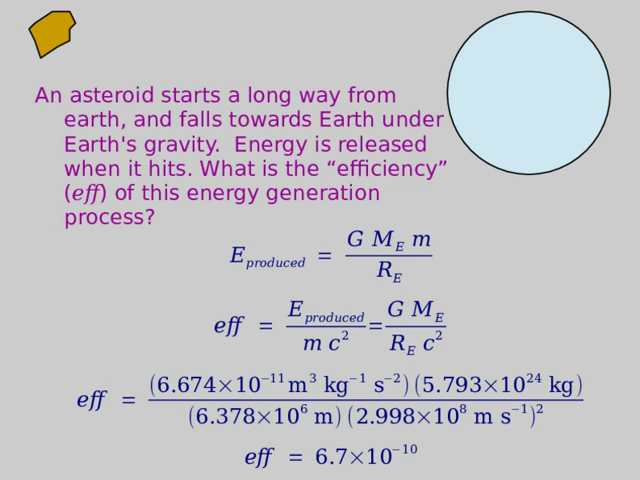 An asteroid starts a long way from
earth, and falls towards Earth under
Earth's gravity.  Energy is released
when it hits. What is the “efficiency”
(eff) of this energy generation
process?
E_produced = (G M_E m) / R_E
eff = E_produced / (m c²) = (G M_E) / (R_E c²)
eff = ((6.674×10⁻¹¹ m³ kg⁻¹ s⁻²) (5.793×10²⁴ kg)) / ((6.378×10⁶ m) (2.998×10⁸ m s⁻¹)²)
eff = 6.7×10⁻¹⁰